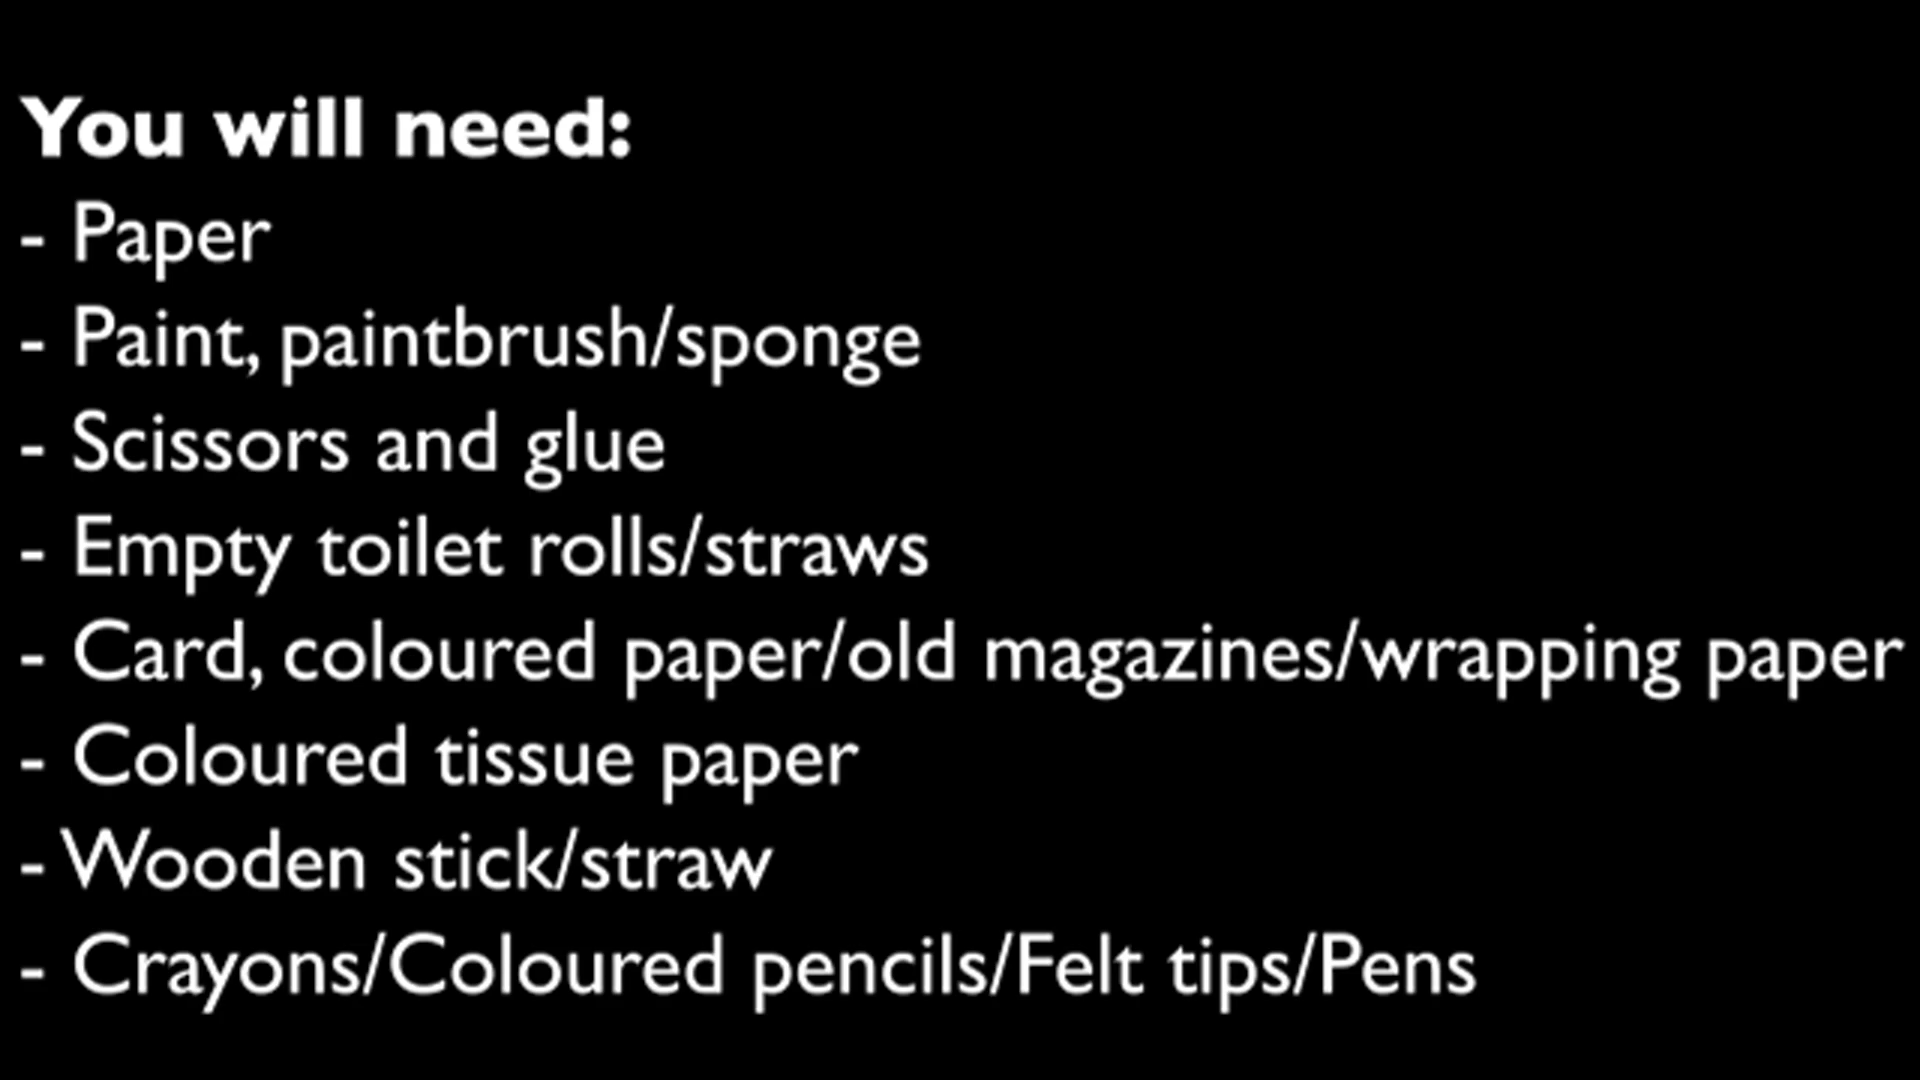 You will need:
- Paper
- Paint, paintbrush/sponge
- Scissors and glue
- Empty toilet rolls/straws
- Card, coloured paper/old magazines/wrapping paper
- Coloured tissue paper
- Wooden stick/straw
- Crayons/Coloured pencils/Felt tips/Pens